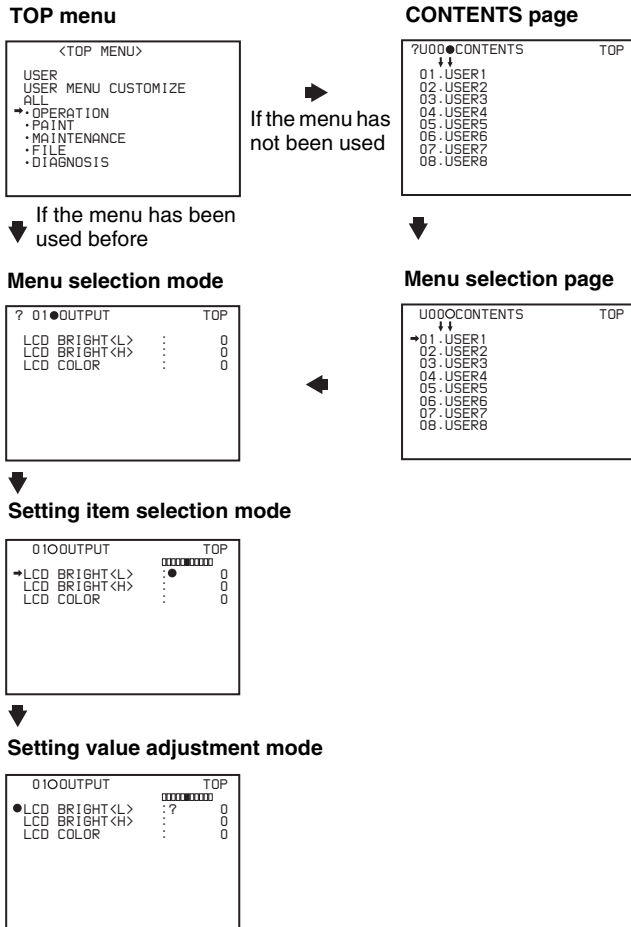 TOP menu
<TOP MENU>
USER
USER MENU CUSTOMIZE
ALL
➡・OPERATION
・PAINT
・MAINTENANCE
・FILE
・DIAGNOSIS
If the menu has
not been used
CONTENTS page
?U00●CONTENTS TOP
01.USER1
02.USER2
03.USER3
04.USER4
05.USER5
06.USER6
07.USER7
08.USER8
If the menu has been
used before
Menu selection mode
? 01●OUTPUT TOP
LCD BRIGHT<L> : 0
LCD BRIGHT<H> : 0
LCD COLOR : 0
Menu selection page
U00○CONTENTS TOP
➡01.USER1
02.USER2
03.USER3
04.USER4
05.USER5
06.USER6
07.USER7
08.USER8
Setting item selection mode
01○OUTPUT TOP
➡LCD BRIGHT<L> :● 0
LCD BRIGHT<H> : 0
LCD COLOR : 0
Setting value adjustment mode
01○OUTPUT TOP
●LCD BRIGHT<L> :? 0
LCD BRIGHT<H> : 0
LCD COLOR : 0